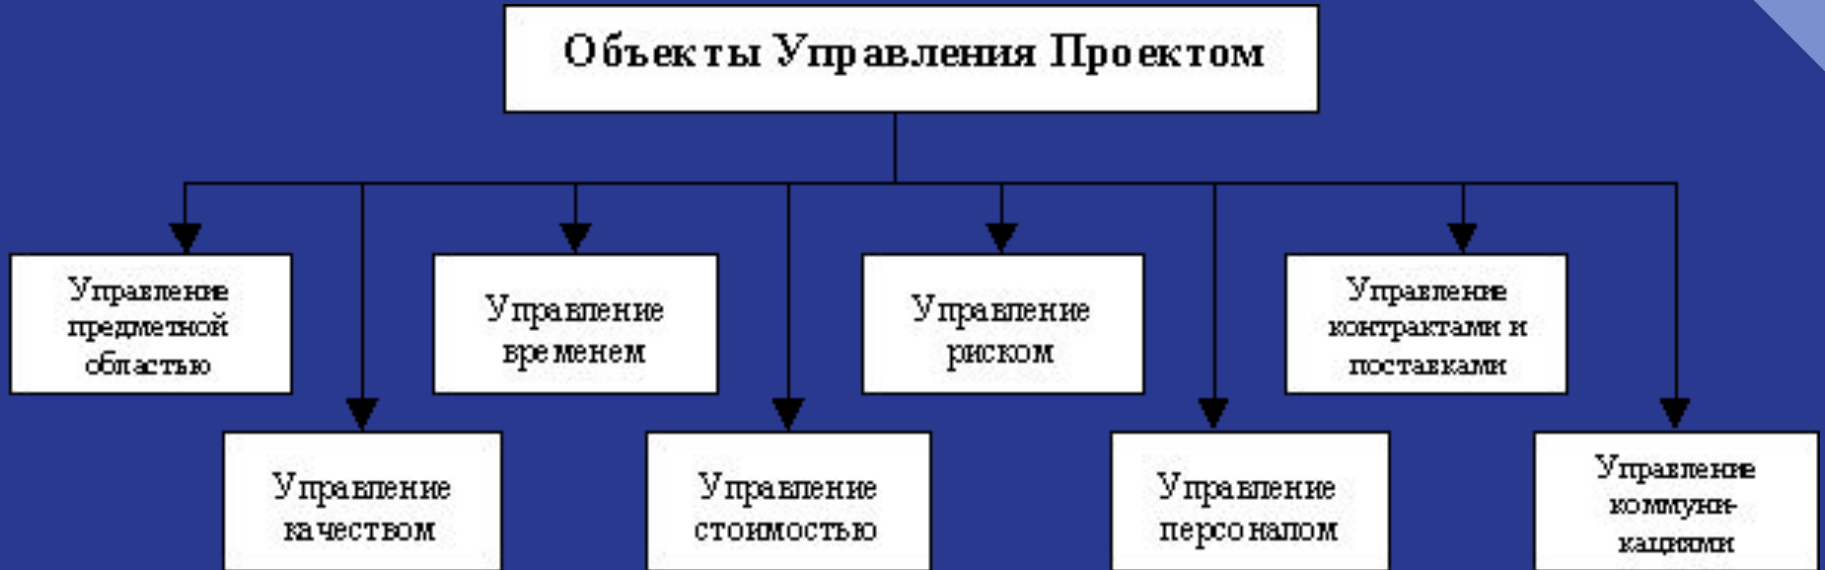 Объекты Управления Проектом
Управление
предметной
областью
Управление
временем
Управление
риском
Управление
контрактами и
поставками
Управление
качеством
Управление
стоимостью
Управление
персоналом
Управление
коммуни-
кациями